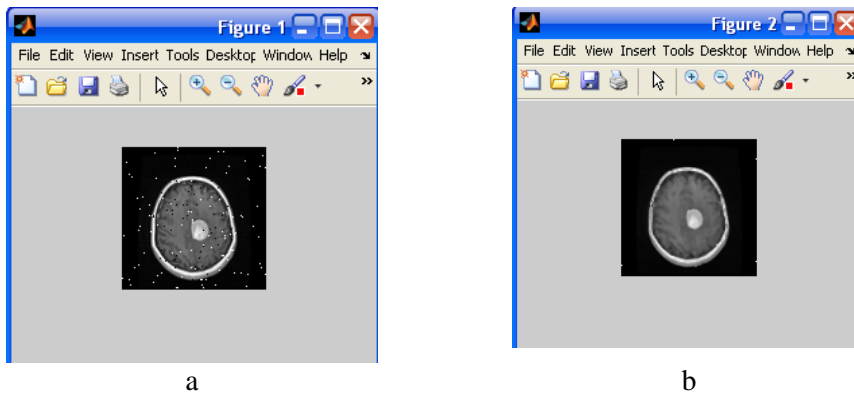 Figure 1
File Edit View Insert Tools Desktop Window Help
a
Figure 2
File Edit View Insert Tools Desktop Window Help
b